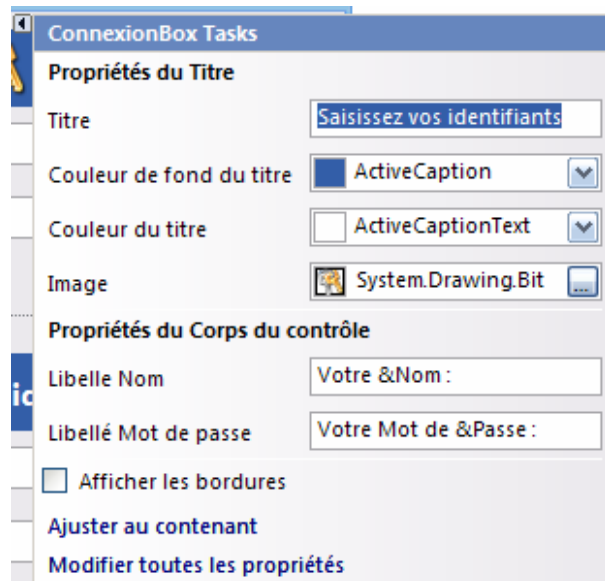 ConnexionBox Tasks
Propriétés du Titre
Titre Saisissez vos identifiants
Couleur de fond du titre ActiveCaption
Couleur du titre ActiveCaptionText
Image System.Drawing.Bit ...
Propriétés du Corps du contrôle
Libelle Nom Votre &Nom :
Libellé Mot de passe Votre Mot de &Passe :
Afficher les bordures
Ajuster au contenant
Modifier toutes les propriétés